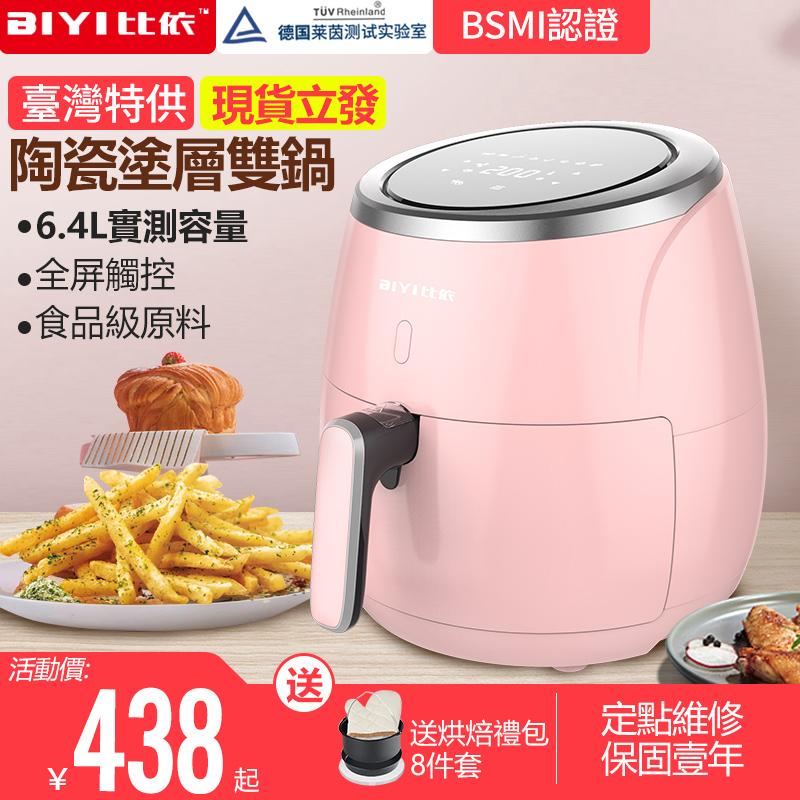 BIYI比依™
TÜVRheinland
德国莱茵测试实验室
BSMI認證
臺灣特供
現貨立發
陶瓷塗層雙鍋
•6.4L實測容量
•全屏觸控
•食品級原料
200
BIYI比依
活動價:
¥438起
送
送烘焙禮包
8件套
定點維修
保固壹年